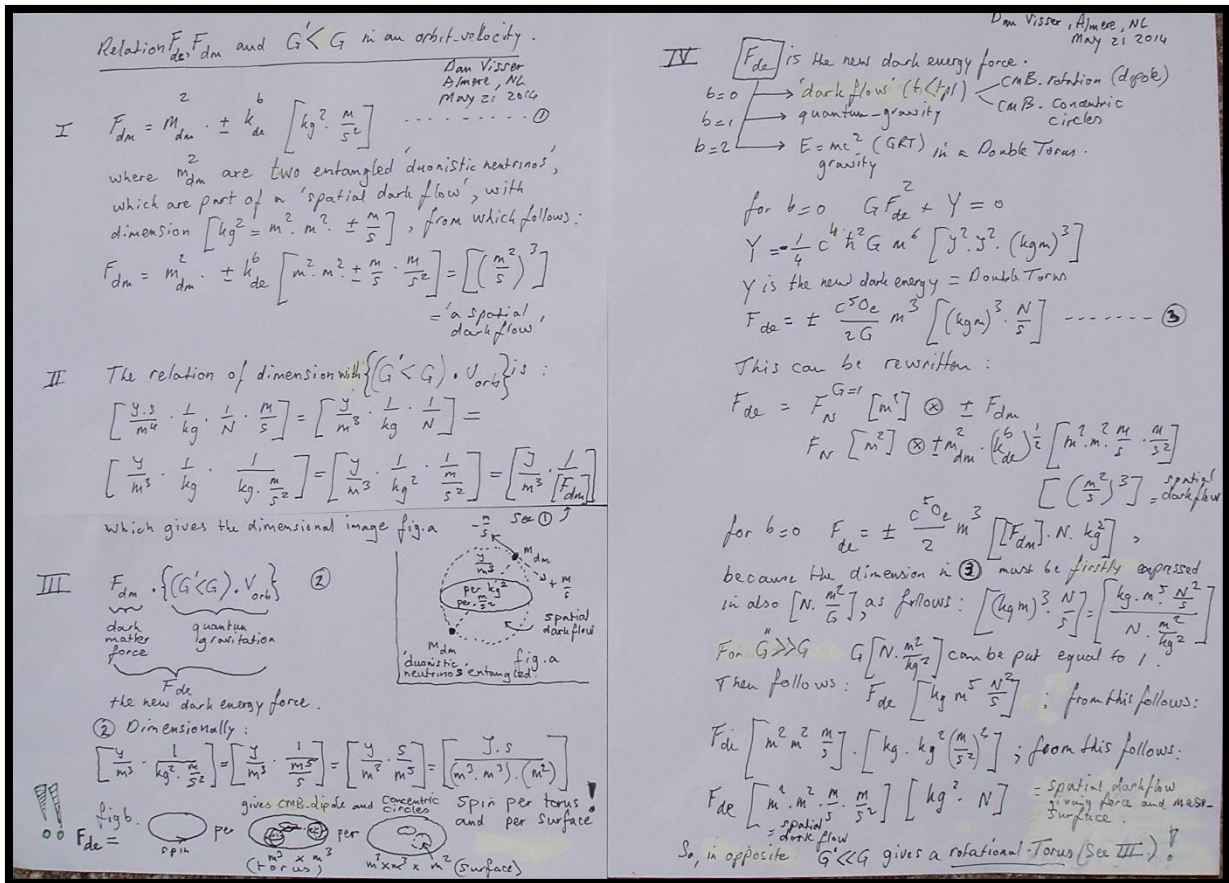 Relation F_de, F_dm and G'<G in an orbit-velocity.
Dan Visser
Almere, NL
May 21 2014
I F_dm = m²_dm · ± k^b_de [kg² · m/s²] --------- ①
where m²_dm are two entangled 'duonistic neutrinos',
which are part of a 'spatial dark flow', with
dimension [kg² = m² · m² · ± m/s], from which follows:
F_dm = m²_dm · ± k^b_de [m² · m² · ± m/s · m/s²] = [(m²/s)³]
= 'a spatial
dark flow'
II The relation of dimension with {(G'<G) · V_orb} is :
[y.s/m⁴ · 1/kg · 1/N · m/s] = [y/m³ · 1/kg · 1/N] =
[y/m³ · 1/kg · 1/(kg · m/s²)] = [y/m³ · 1/kg² · 1/(m/s²)] = [y/m³ · 1/[F_dm]]
see ①
which gives the dimensional image fig.a
III F_dm · {(G'<G) · V_orb} ②
dark
matter
force
quantum
gravitation
F_de
the new dark energy force.
- m/s
m_dm
y/m³
+ m/s
per kg²
per m/s²
spatial
dark flow
m_dm
'duonistic
neutrinos' entangled.
fig.a
② Dimensionally :
[y/m³ · 1/(kg² · m/s²)] = [y/m³ · 1/(m⁵/s)] = [y/m³ · s/m⁵] = [y.s/((m³ · m³) · (m²))]
!! figb.
gives CMB-dipole and concentric
circles
Spin per torus !
and per surface
F_de = spin per per
m³ × m³
(torus)
m³ × m³ × m² (surface)
Dan Visser, Almere, NL
May 21 2014
IV F_de is the new dark energy force.
b=0 → 'dark flow' (t<tpl) CMB-rotation (dipole)
CMB-concentric
circles
b=1 → quantum-gravity
b=2 → E=mc² (GRT) in a Double Torus.
gravity
for b=0 GF²_de + Y = 0
Y = -1/4 c⁴ ħ² G m⁶ [y² · y² · (kgm)³]
Y is the new dark energy = Double Torus
F_de = ± c⁵O_e/2G m³ [(kgm)³ · N/s] ------- ③
This can be rewritten :
F_de = F_N^(G=1) [m⁵] ⊗ ± F_dm
F_N [m²] ⊗ ± m²_dm · (k^b_de)^½ [m² · m² · m/s · m/s²]
[(m²/s)³] = spatial
dark flow
for b=0 F_de = ± c⁵O_e/2 m³ [[F_dm] · N · kg²] ,
because the dimension in ③ must be firstly expressed
in also [N · m²/G], as follows : [(kgm)³ · N/s] = [kg · m⁵ N²/s / N · m²/kg²]
For G''>>G G[N · m²/kg²] can be put equal to 1.
Then follows : F_de [kg m⁵ N²/s] ; from this follows:
F_de [m² m² m/s] · [kg · kg² (m/s)⁴] ; from this follows:
F_de [m² · m² · m/s · m/s²] [kg² · N] = spatial dark flow
giving force and mass-
surface.
= spatial
dark flow
So, in opposite G'<<G gives a rotational-Torus (See III.) !